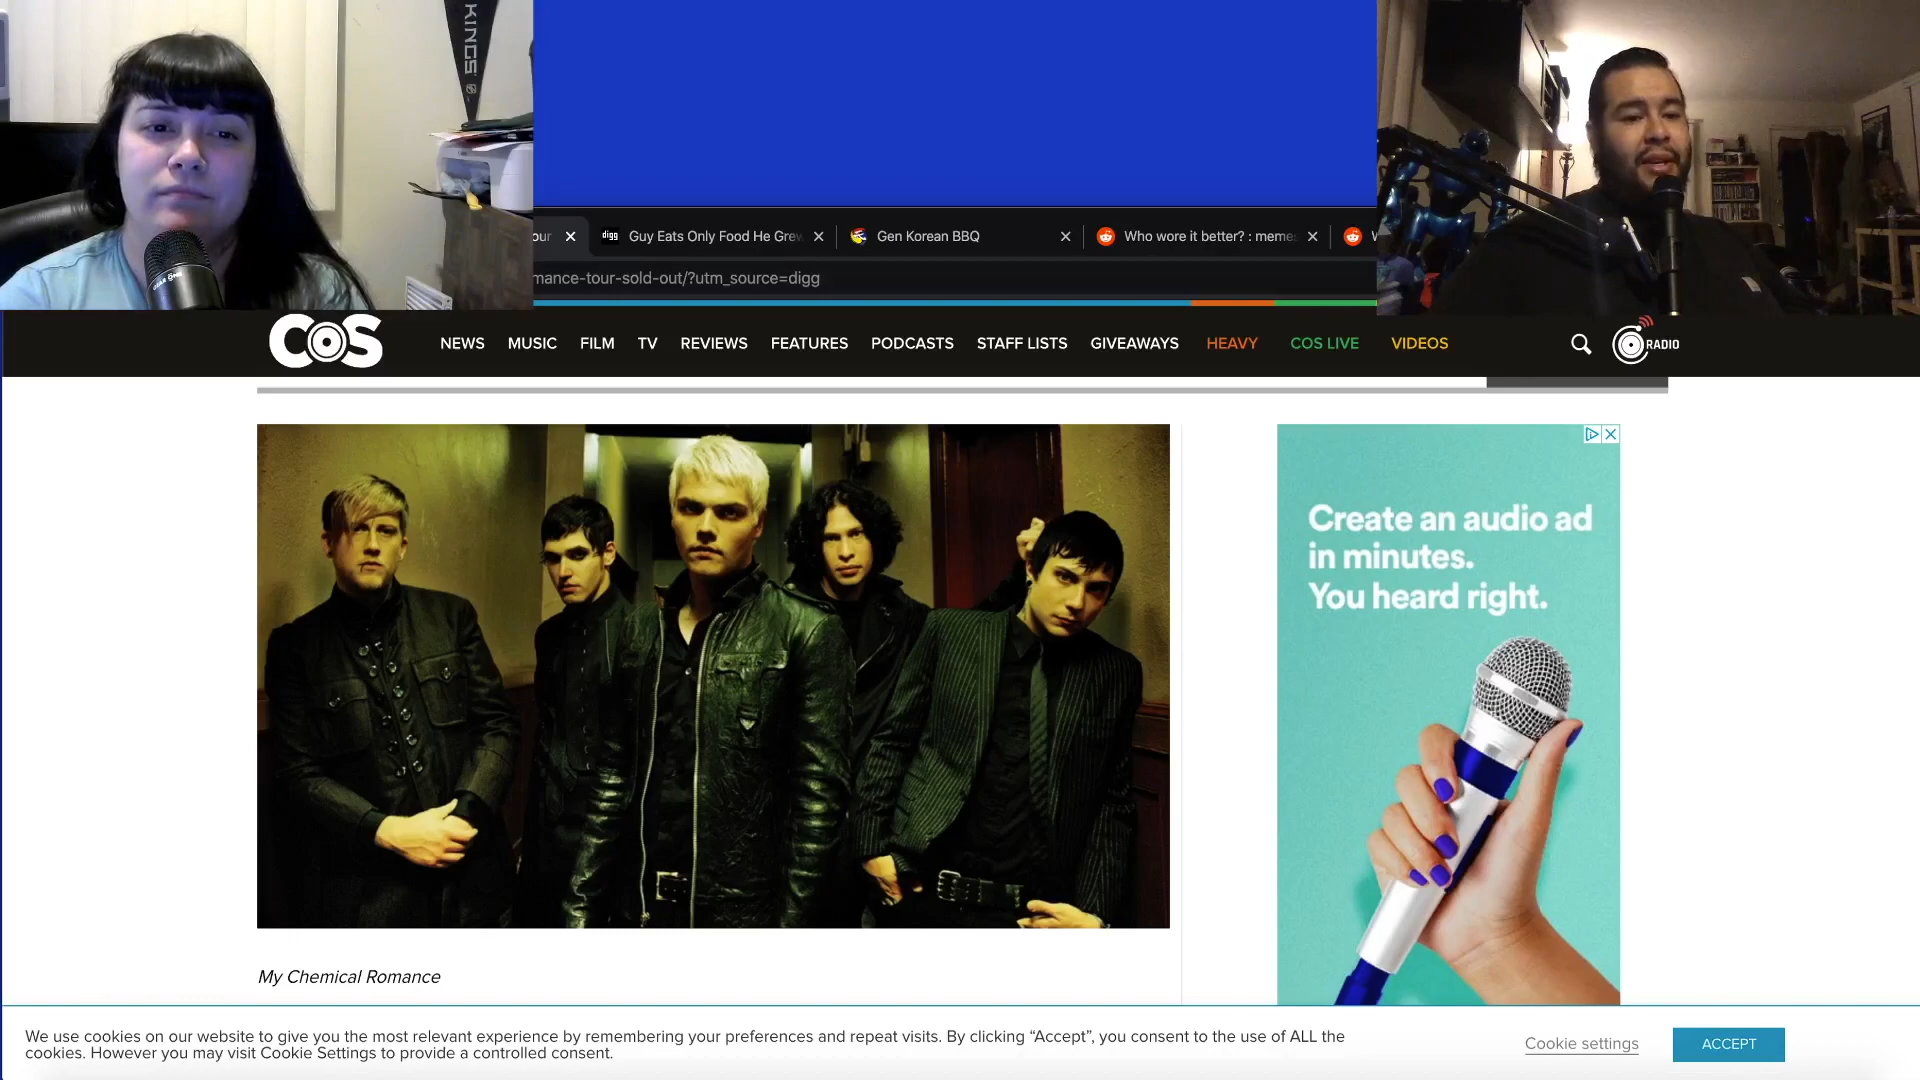 KINGS
our
digg Guy Eats Only Food He Grew
Gen Korean BBQ
Who wore it better? : meme
mance-tour-sold-out/?utm_source=digg
COS
NEWS MUSIC FILM TV REVIEWS FEATURES PODCASTS STAFF LISTS GIVEAWAYS HEAVY COS LIVE VIDEOS
RADIO
Create an audio ad
in minutes.
You heard right.
My Chemical Romance
We use cookies on our website to give you the most relevant experience by remembering your preferences and repeat visits. By clicking “Accept”, you consent to the use of ALL the
cookies. However you may visit Cookie Settings to provide a controlled consent.
Cookie settings
ACCEPT